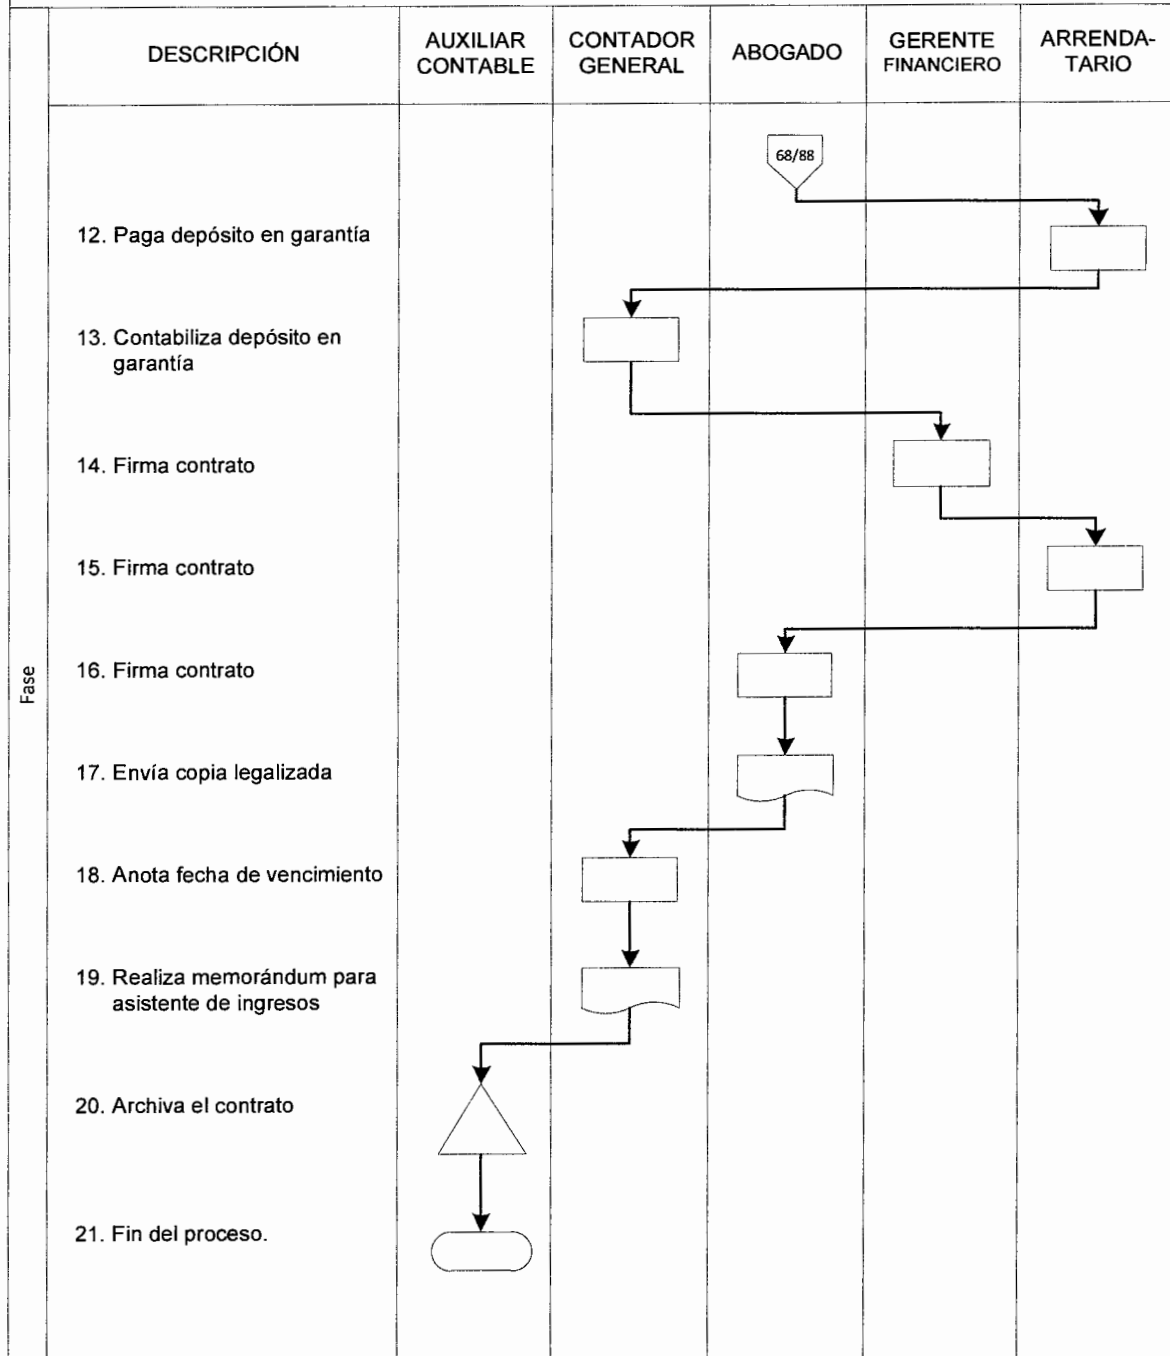 DESCRIPCIÓN
AUXILIAR
CONTABLE
CONTADOR
GENERAL
ABOGADO
GERENTE
FINANCIERO
ARRENDA-
TARIO
68/88
12. Paga depósito en garantía
13. Contabiliza depósito en
garantía
14. Firma contrato
15. Firma contrato
16. Firma contrato
Fase
17. Envía copia legalizada
18. Anota fecha de vencimiento
19. Realiza memorándum para
asistente de ingresos
20. Archiva el contrato
21. Fin del proceso.